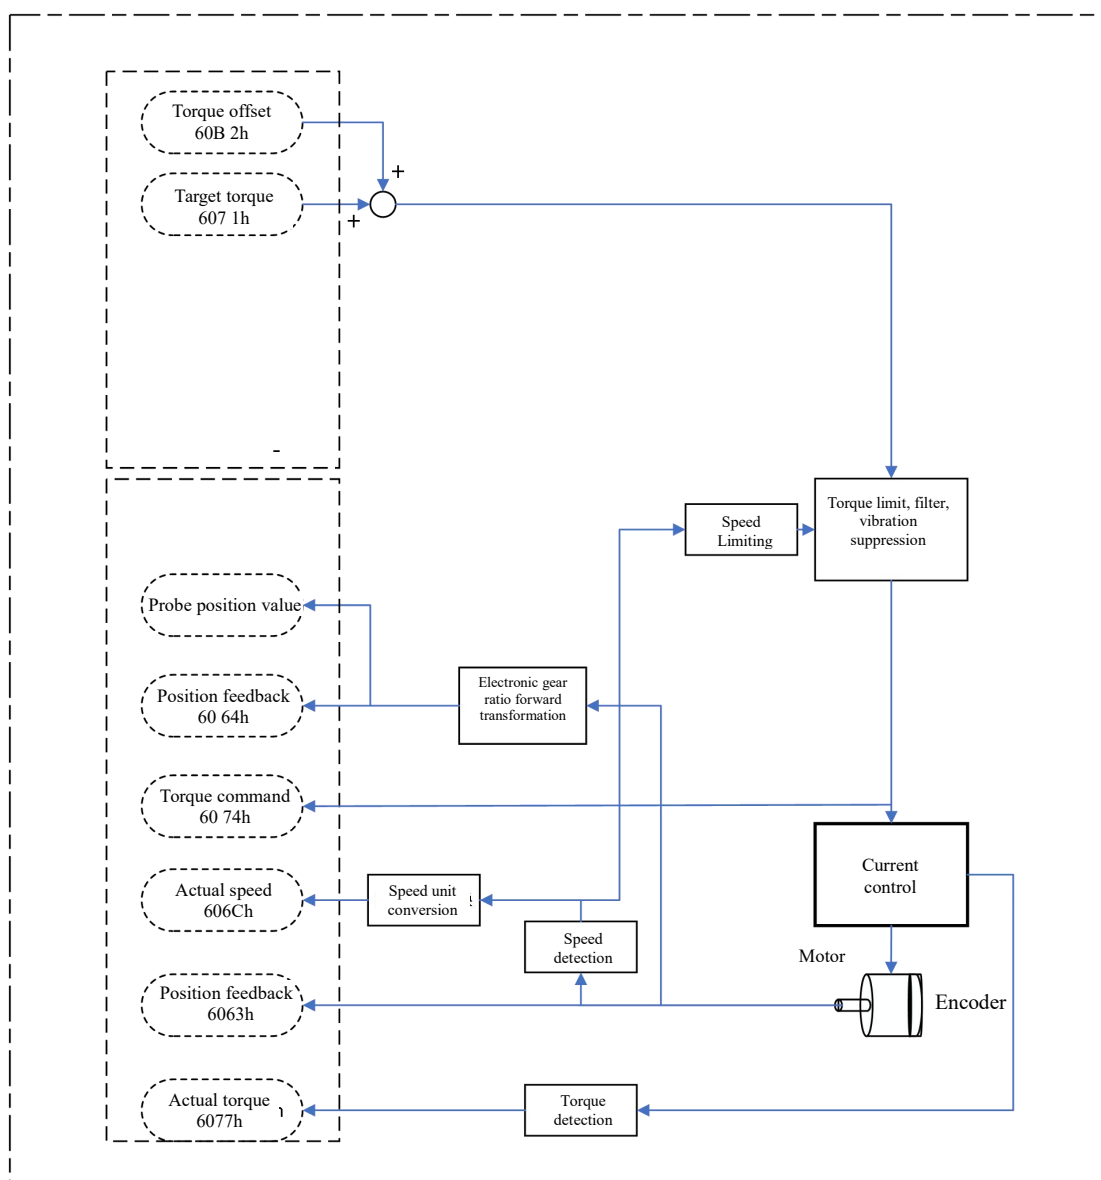 Torque offset
60B 2h
+
Target torque
607 1h
+
-
Torque limit, filter,
vibration
suppression
Speed
Limiting
Probe position value
Electronic gear
ratio forward
transformation
Position feedback
60 64h
Torque command
60 74h
Current
control
Actual speed
606Ch
Speed unit
conversion
Speed
detection
Motor
Position feedback
6063h
Encoder
Actual torque
6077h
Torque
detection